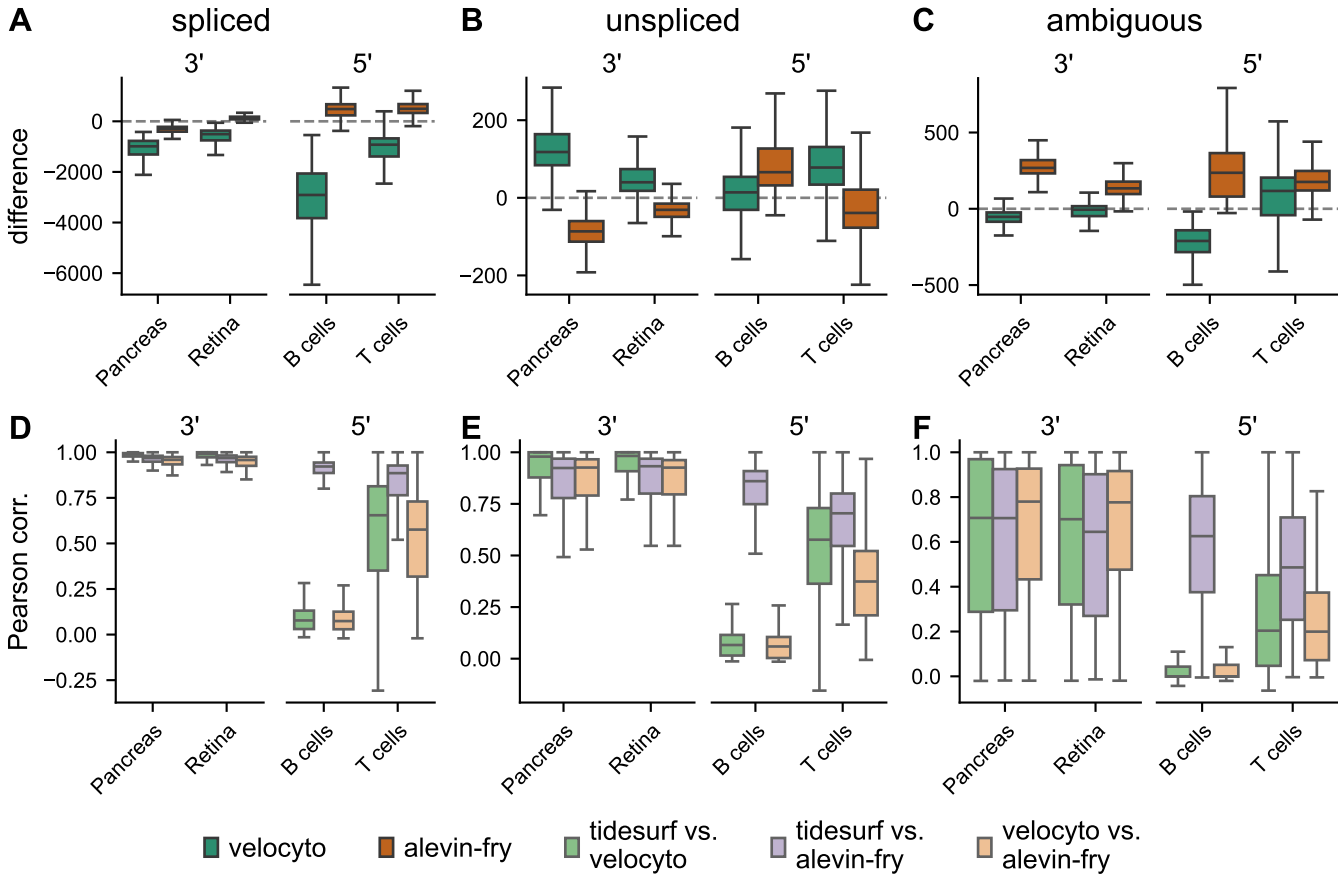 A spliced
B unspliced
C ambiguous
3' 5'
3' 5'
3' 5'
difference
0
−2000
−4000
−6000
200
0
−200
500
0
−500
Pancreas
Retina
B cells
T cells
Pancreas
Retina
B cells
T cells
Pancreas
Retina
B cells
T cells
D 3' 5'
E 3' 5'
F 3' 5'
Pearson corr.
1.00
0.75
0.50
0.25
0.00
−0.25
1.00
0.75
0.50
0.25
0.00
1.0
0.8
0.6
0.4
0.2
0.0
Pancreas
Retina
B cells
T cells
Pancreas
Retina
B cells
T cells
Pancreas
Retina
B cells
T cells
velocyto
alevin-fry
tidesurf vs.
velocyto
tidesurf vs.
alevin-fry
velocyto vs.
alevin-fry